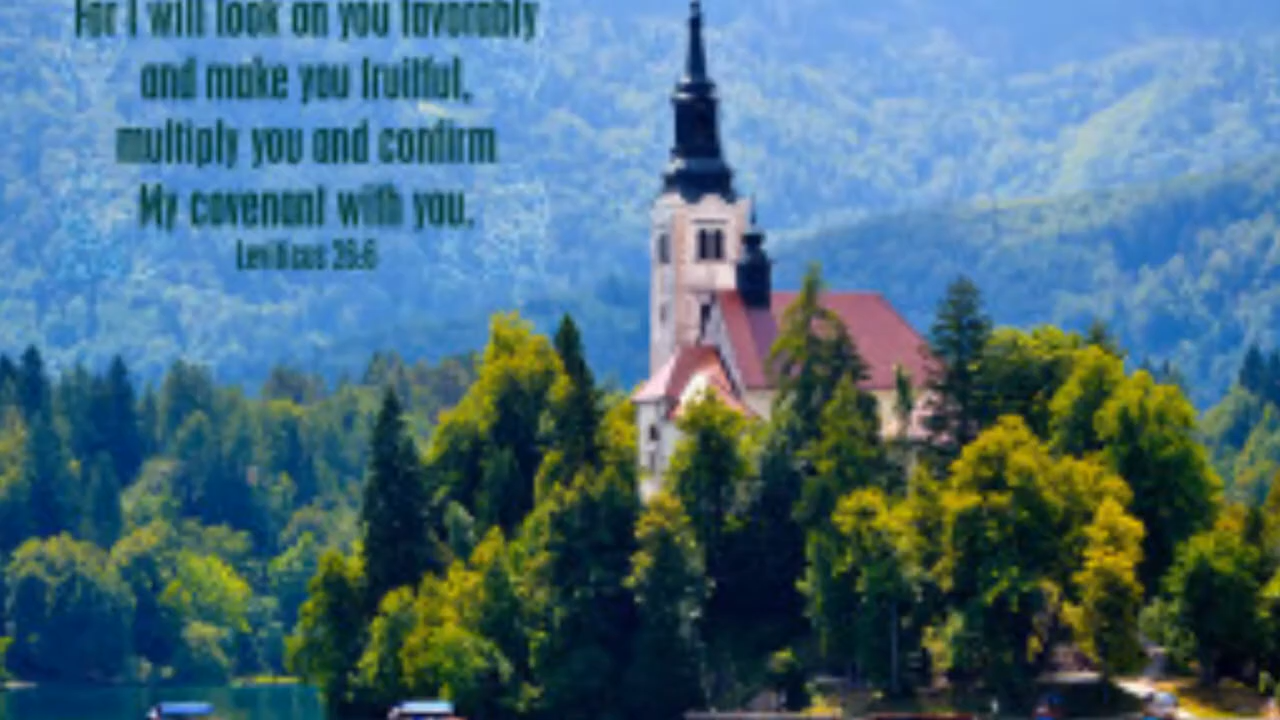 For I will look on you favorably
and make you fruitful,
multiply you and confirm
My covenant with you.
Leviticus 26:6